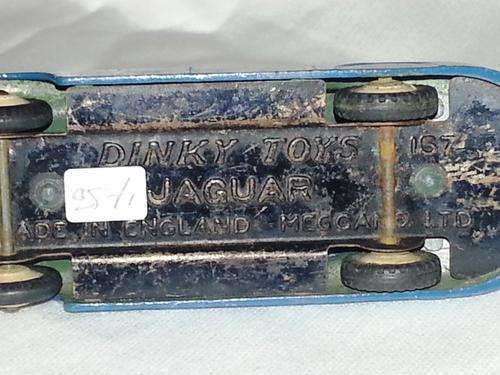 DINKY TOYS 157
JAGUAR
ADE IN ENGLAND MECCANO LTD